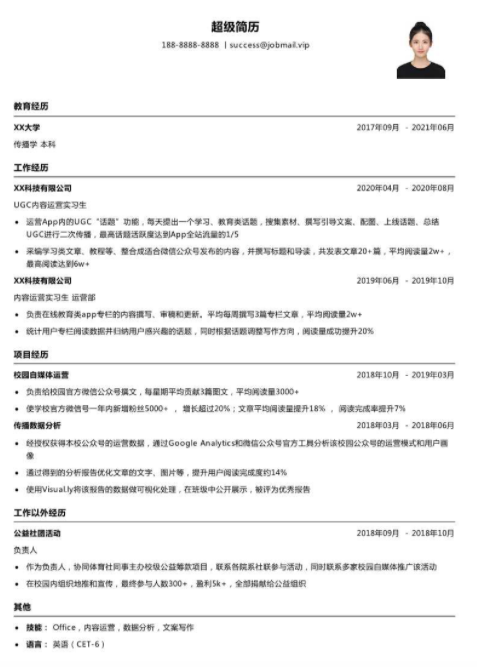 超级简历
188-8888-8888 | success@jobmail.vip
教育经历
XX大学 2017年09月 - 2021年06月
传播学 本科
工作经历
XX科技有限公司 2020年04月 - 2020年08月
UGC内容运营实习生
• 运营App内的UGC“话题”功能，每天提出一个学习、教育类话题，搜集素材、撰写引导文案、配图、上线话题、总结
UGC进行二次传播，最高话题活跃度达到App全站流量的1/5
• 采编学习类文章、教程等、整合成适合微信公众号发布的内容，并撰写标题和导读，共发表文章20+篇，平均阅读量2w+，
最高阅读达到6w+
XX科技有限公司 2019年06月 - 2019年10月
内容运营实习生 运营部
• 负责在线教育类app专栏的内容撰写、审稿和更新。平均每周撰写3篇专栏文章，平均阅读量2w+
• 统计用户专栏阅读数据并归纳用户感兴趣的话题，同时根据话题调整写作方向，阅读量成功提升20%
项目经历
校园自媒体运营 2018年10月 - 2019年03月
• 负责给校园官方微信公众号撰文，每星期平均贡献3篇图文，平均阅读量3000+
• 使学校官方微信号一年内新增粉丝5000+ ， 增长超过20%；文章平均阅读量提升18% ， 阅读完成率提升7%
传播数据分析 2018年03月 - 2018年06月
• 经授权获得本校公众号的运营数据，通过Google Analytics和微信公众号官方工具分析该校园公众号的运营模式和用户画
像
• 通过得到的分析报告优化文章的文字、图片等，提升用户阅读完成度约14%
• 使用Visual.ly将该报告的数据做可视化处理，在班级中公开展示，被评为优秀报告
工作以外经历
公益社团活动 2018年09月 - 2018年10月
负责人
• 作为负责人，协同体育社同事主办校级公益筹款项目，联系各院系社联参与活动，同时联系多家校园自媒体推广该活动
• 在校园内组织地推和宣传，最终参与人数300+，盈利5k+，全部捐献给公益组织
其他
• 技能： Office，内容运营，数据分析，文案写作
• 语言： 英语（CET-6）